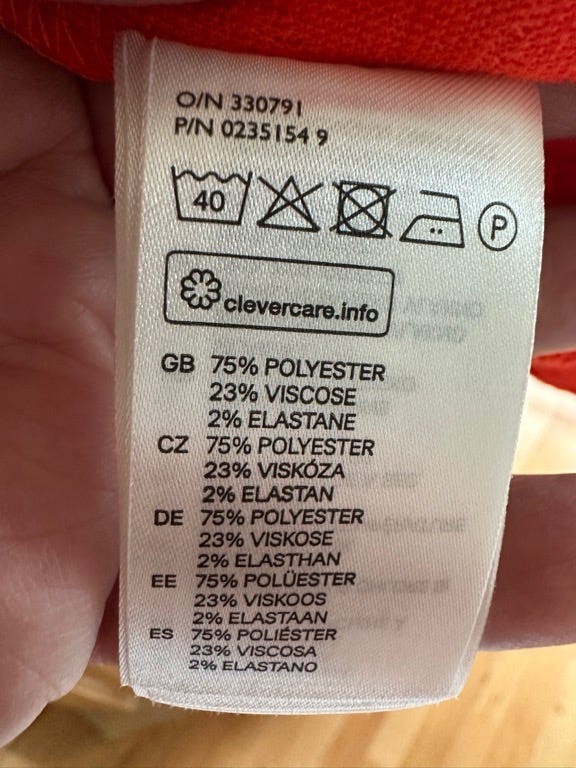 O/N 330791
P/N 0235154 9
40 P
clevercare.info
GB 75% POLYESTER
23% VISCOSE
2% ELASTANE
CZ 75% POLYESTER
23% VISKÓZA
2% ELASTAN
DE 75% POLYESTER
23% VISKOSE
2% ELASTHAN
EE 75% POLÜESTER
23% VISKOOS
2% ELASTAAN
ES 75% POLIÉSTER
23% VISCOSA
2% ELASTANO